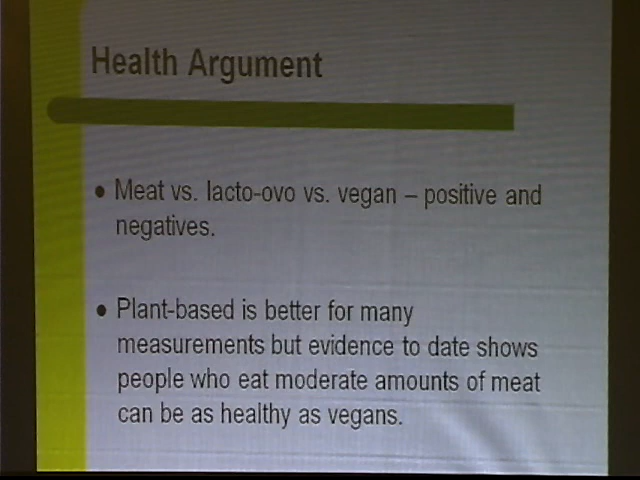 Health Argument
● Meat vs. lacto-ovo vs. vegan – positive and
negatives.
● Plant-based is better for many
measurements but evidence to date shows
people who eat moderate amounts of meat
can be as healthy as vegans.